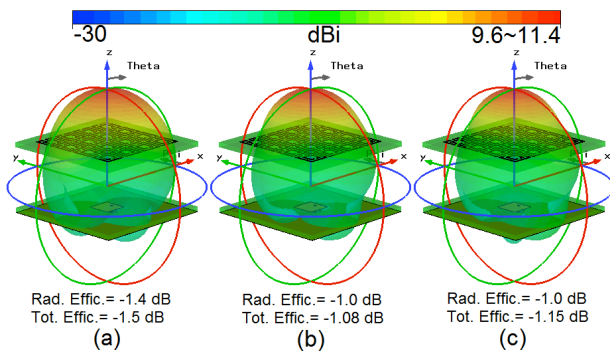 -30 dBi 9.6~11.4
z z z
Theta Theta Theta
y x y x y x
Rad. Effic.= -1.4 dB Rad. Effic.= -1.0 dB Rad. Effic.= -1.0 dB
Tot. Effic.= -1.5 dB Tot. Effic.= -1.08 dB Tot. Effic.= -1.15 dB
(a) (b) (c)